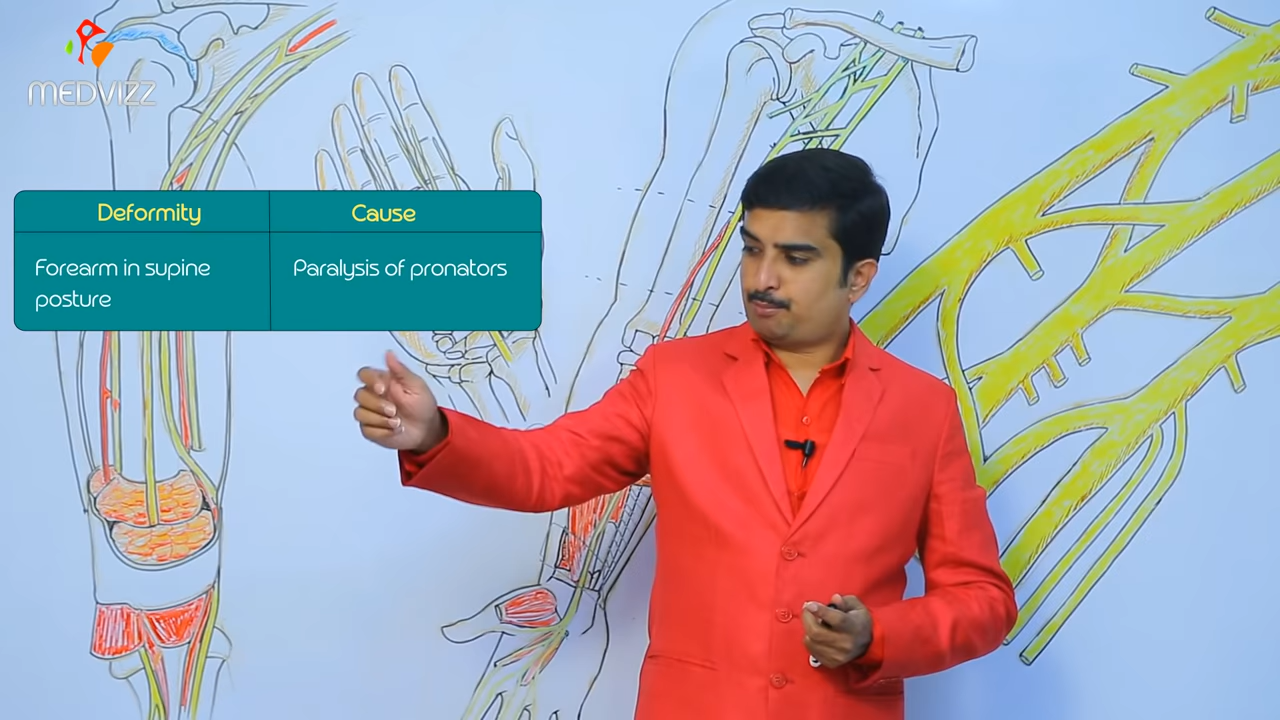 MEDVIZZ
Deformity
Cause
Forearm in supine
posture
Paralysis of pronators